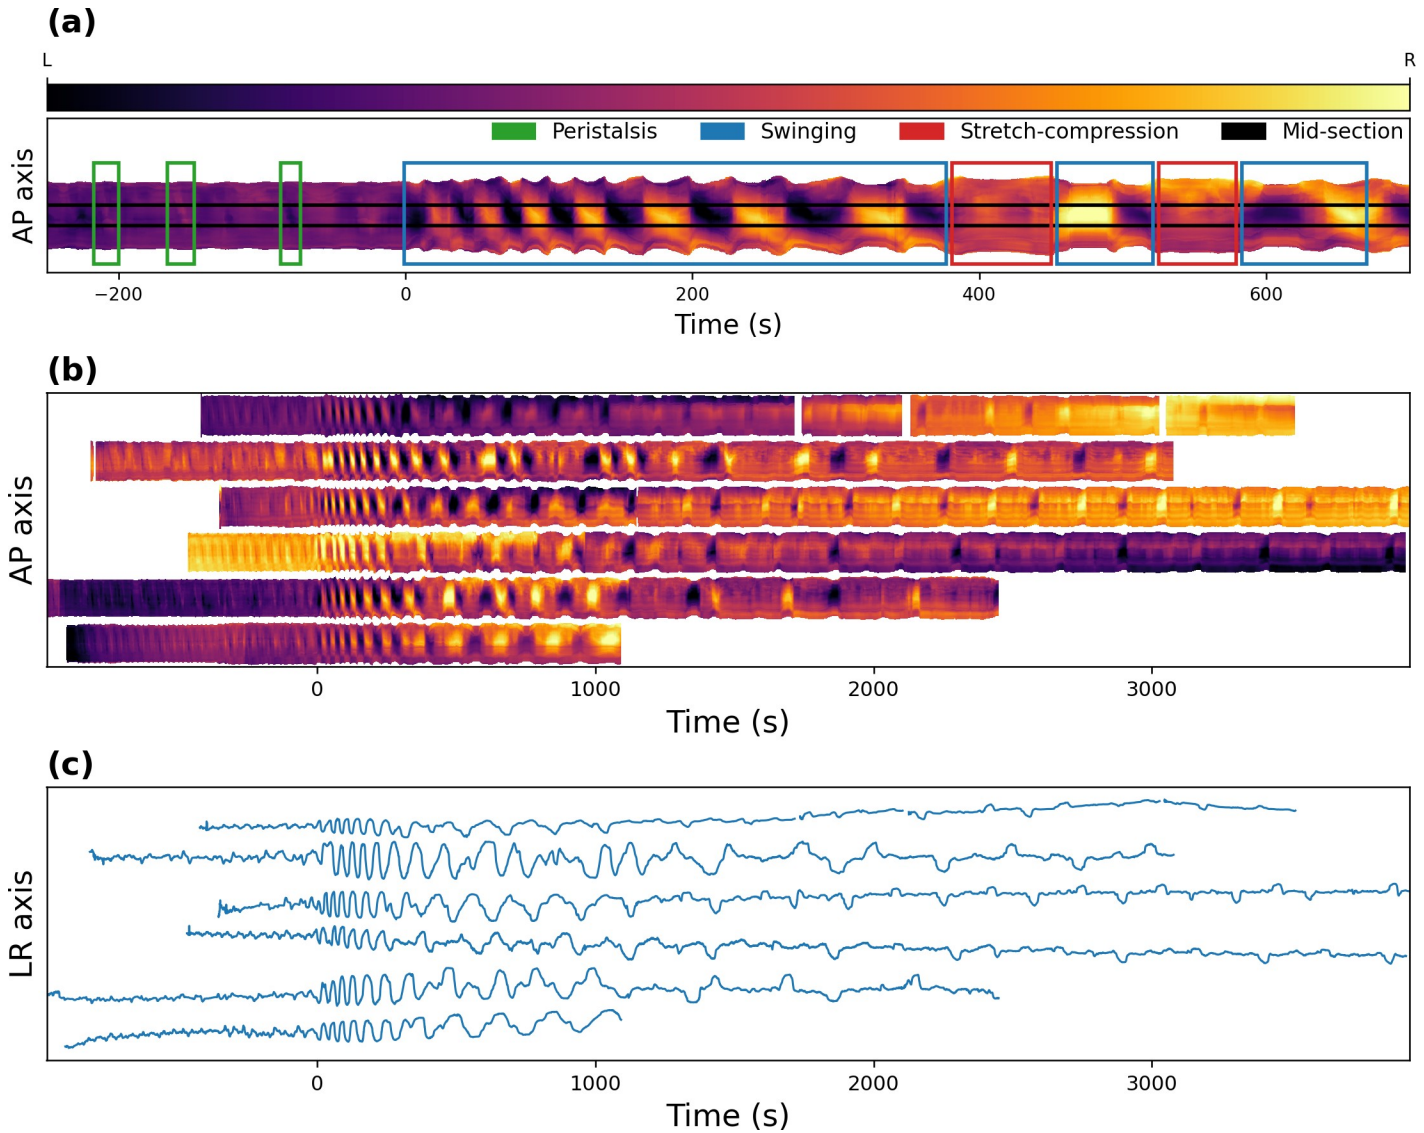 (a)
L R
Peristalsis Swinging Stretch-compression Mid-section
AP axis
−200 0 200 400 600
Time (s)
(b)
AP axis
0 1000 2000 3000
Time (s)
(c)
LR axis
0 1000 2000 3000
Time (s)